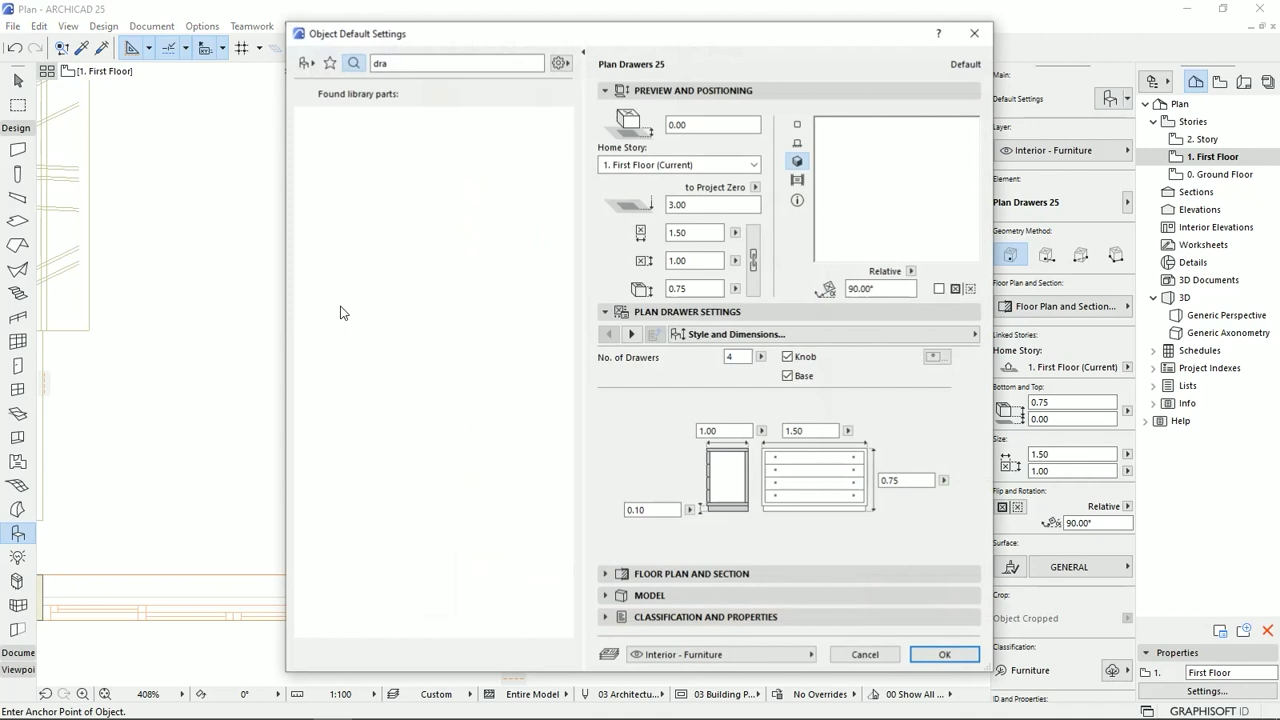 Plan - ARCHICAD 25
File Edit View Design Document Options Teamwork
[1. First Floor]
Design
Docume
Viewpoi
Object Default Settings
?
dra
Found library parts:
Plan Drawers 25
Default
PREVIEW AND POSITIONING
0.00
Home Story:
1. First Floor (Current)
to Project Zero
3.00
1.50
1.00
0.75
Relative
90.00°
PLAN DRAWER SETTINGS
Style and Dimensions...
No. of Drawers
4
Knob
Base
1.00
1.50
0.75
0.10
FLOOR PLAN AND SECTION
MODEL
CLASSIFICATION AND PROPERTIES
Interior - Furniture
Cancel
OK
Main:
Default Settings
Layer:
Interior - Furniture
Element:
Plan Drawers 25
Geometry Method:
Floor Plan and Section:
Floor Plan and Section...
Linked Stories:
Home Story:
1. First Floor (Current)
Bottom and Top:
0.75
0.00
Size:
1.50
1.00
Flip and Rotation:
Relative
90.00°
Surface:
GENERAL
Crop:
Object Cropped
Classification:
Furniture
ID and Properties:
Plan
Stories
2. Story
1. First Floor
0. Ground Floor
Sections
Elevations
Interior Elevations
Worksheets
Details
3D Documents
3D
Generic Perspective
Generic Axonometry
Schedules
Project Indexes
Lists
Info
Help
Properties
1.
First Floor
Settings...
GRAPHISOFT ID
408%
0°
1:100
Custom
Entire Model
03 Architectu...
03 Building P...
No Overrides
00 Show All ...
Enter Anchor Point of Object.